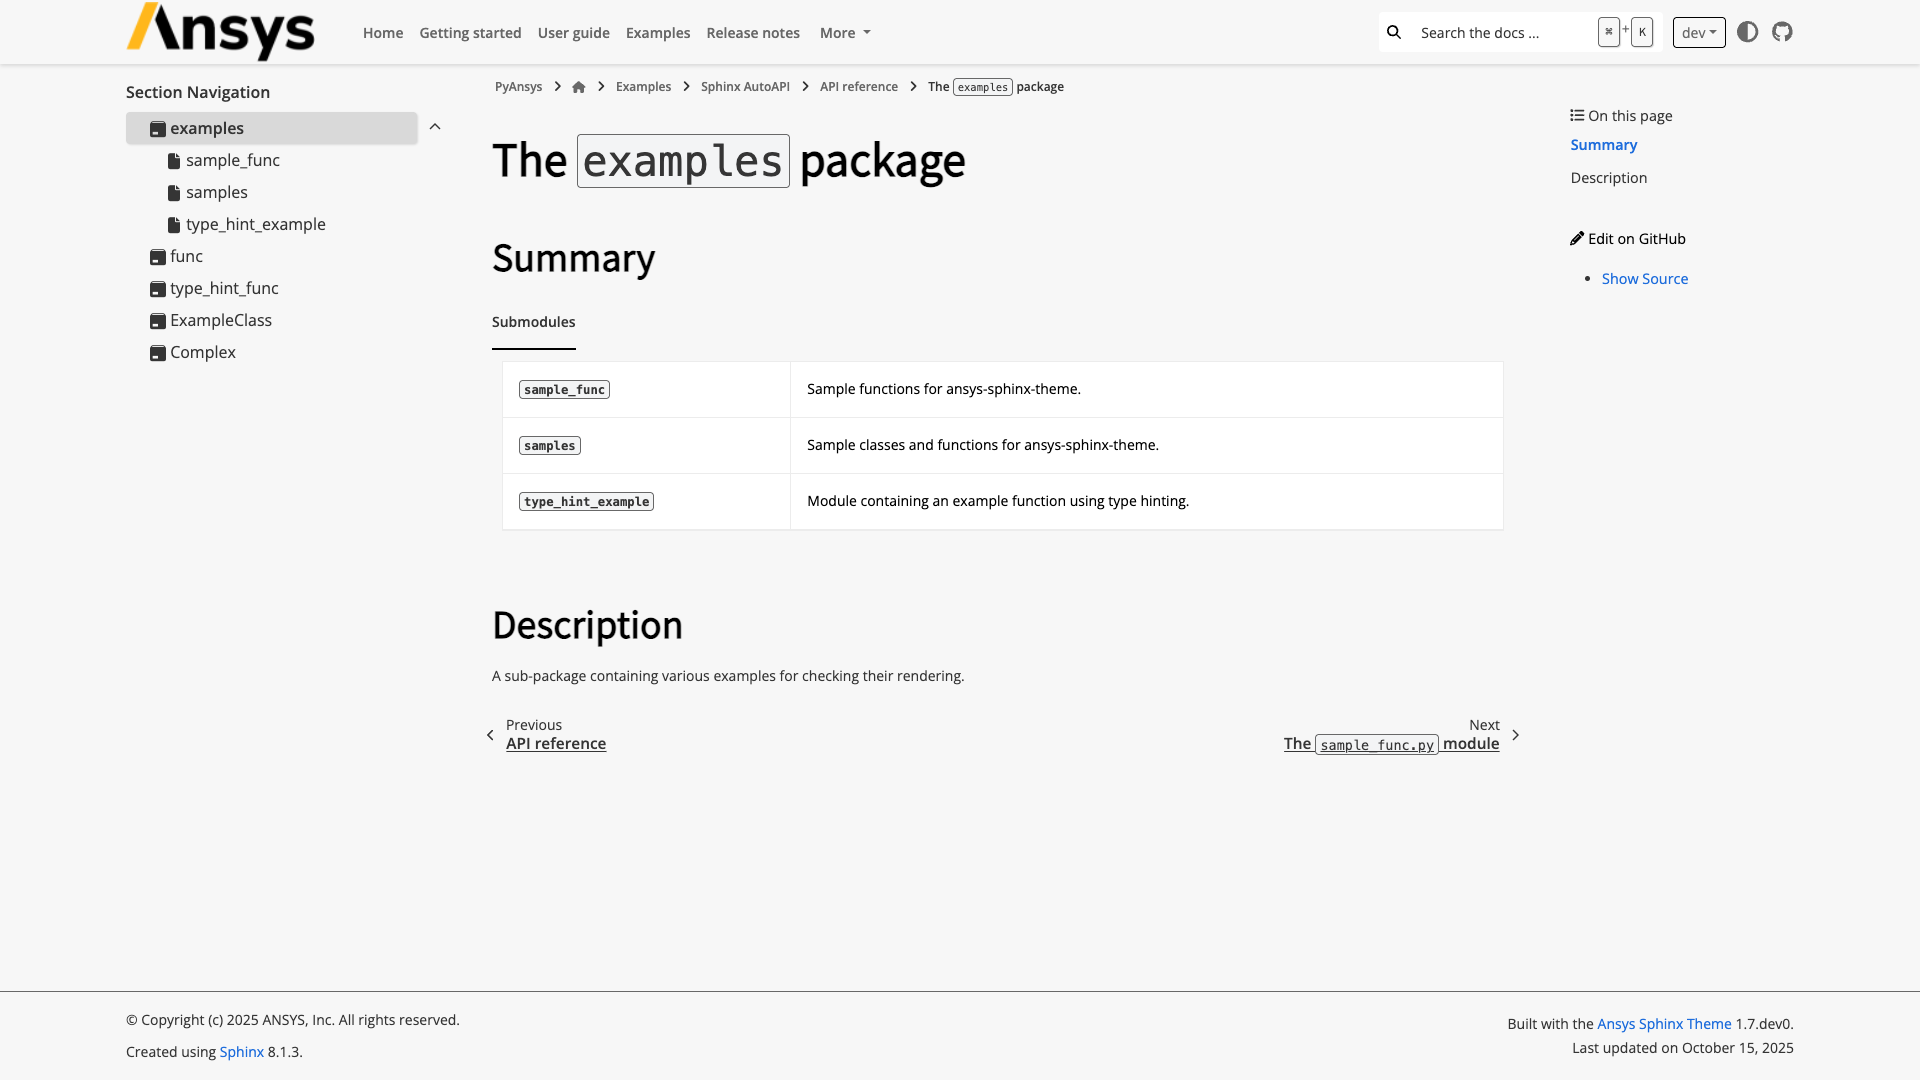 Ansys
Home Getting started User guide Examples Release notes More
Search the docs ... ⌘ + K
dev
Section Navigation
examples
sample_func
samples
type_hint_example
func
type_hint_func
ExampleClass
Complex
PyAnsys Examples Sphinx AutoAPI API reference The examples package
The examples package
Summary
Submodules
sample_func Sample functions for ansys-sphinx-theme.
samples Sample classes and functions for ansys-sphinx-theme.
type_hint_example Module containing an example function using type hinting.
Description
A sub-package containing various examples for checking their rendering.
Previous
API reference
Next
The sample_func.py module
On this page
Summary
Description
Edit on GitHub
• Show Source
© Copyright (c) 2025 ANSYS, Inc. All rights reserved.
Created using Sphinx 8.1.3.
Built with the Ansys Sphinx Theme 1.7.dev0.
Last updated on October 15, 2025